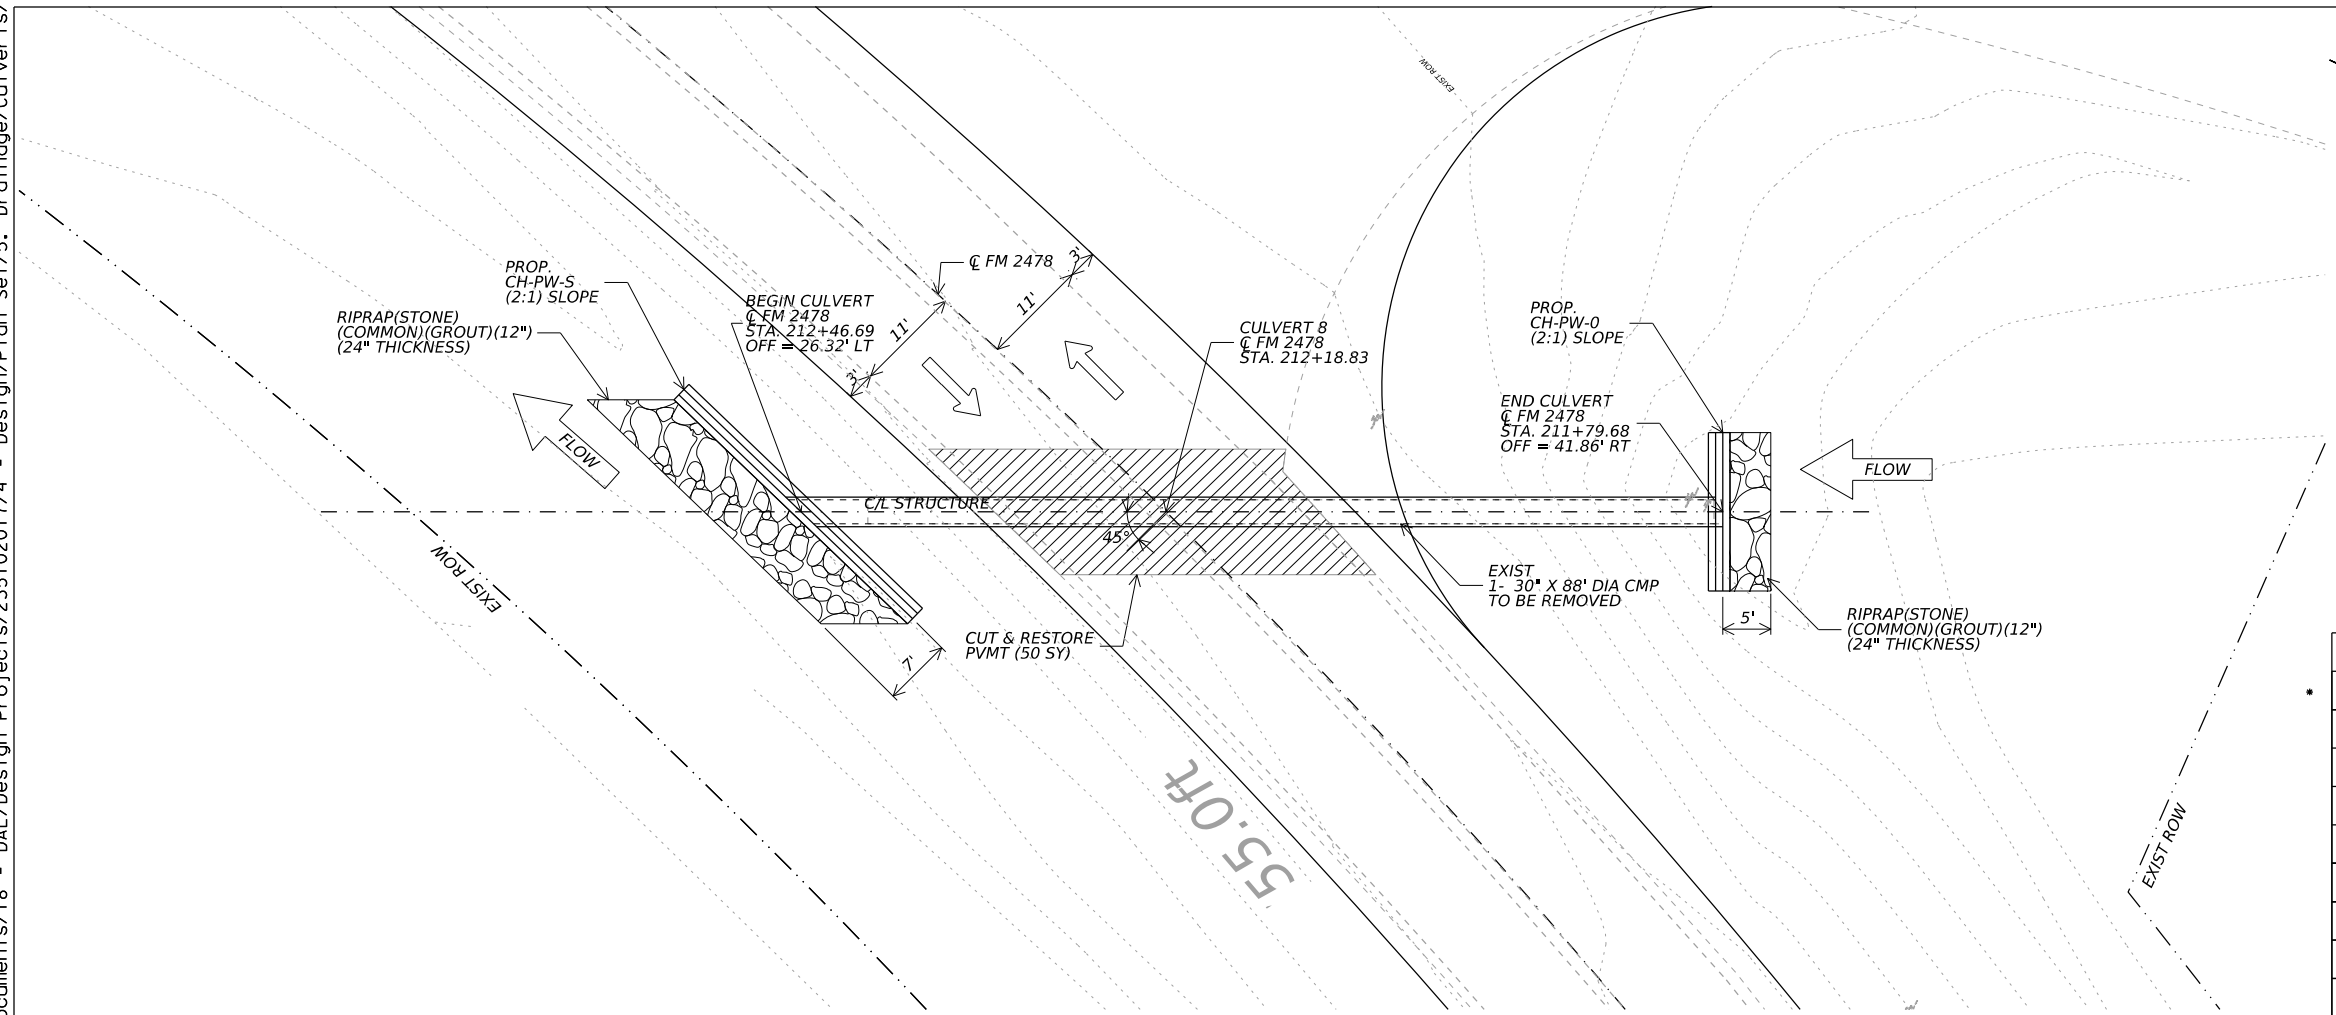 EXIST ROW
PROP.
CH-PW-S
(2:1) SLOPE
RIPRAP(STONE)
(COMMON)(GROUT)(12")
(24" THICKNESS)
BEGIN CULVERT
℄ FM 2478
STA. 212+46.69
OFF = 26.32' LT
℄ FM 2478
3'
11'
11'
3'
CULVERT 8
℄ FM 2478
STA. 212+18.83
PROP.
CH-PW-0
(2:1) SLOPE
END CULVERT
℄ FM 2478
STA. 211+79.68
OFF = 41.86' RT
FLOW
FLOW
C/L STRUCTURE
45°
EXIST ROW
EXIST
1- 30" X 88' DIA CMP
TO BE REMOVED
CUT & RESTORE
PVMT (50 SY)
7'
5'
RIPRAP(STONE)
(COMMON)(GROUT)(12")
(24" THICKNESS)
55.0ft
EXIST ROW
*